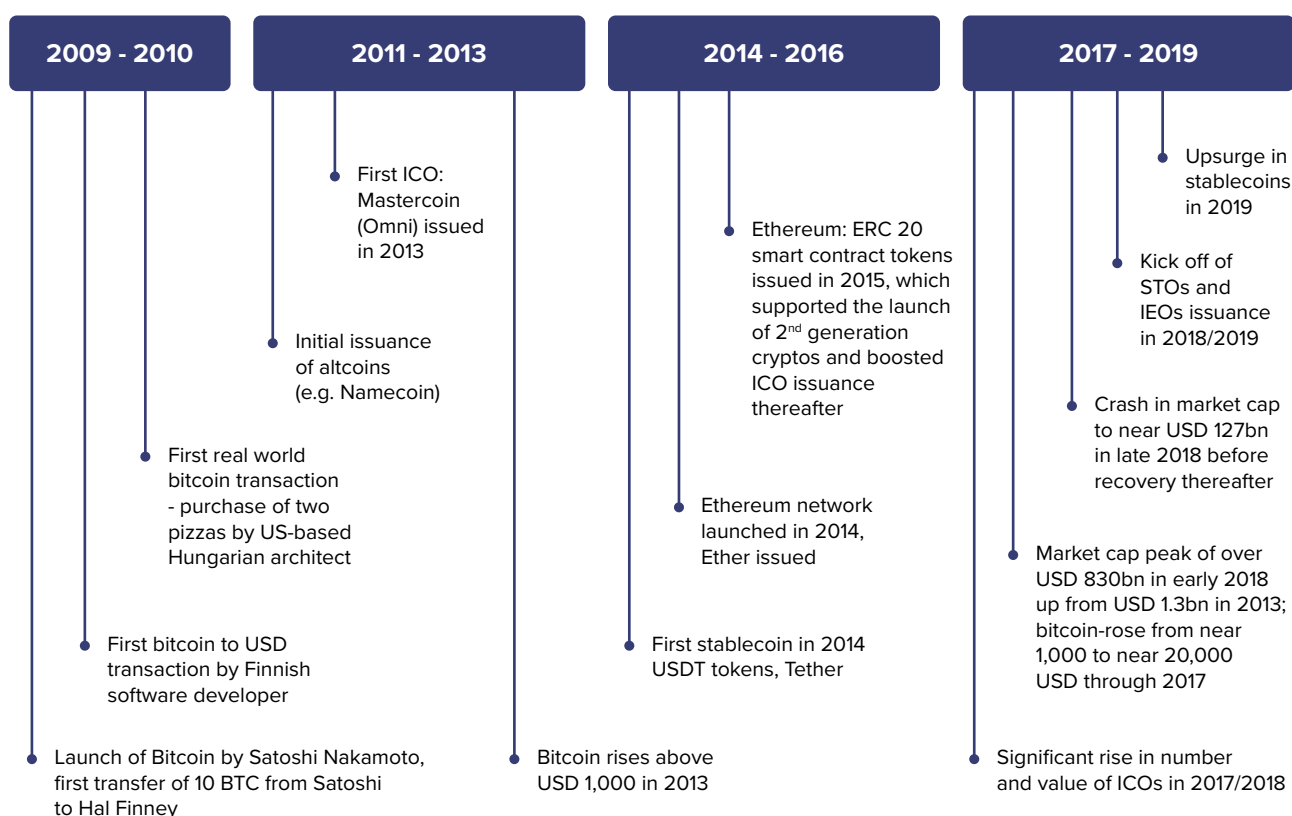 2009 - 2010
2011 - 2013
2014 - 2016
2017 - 2019
Launch of Bitcoin by Satoshi Nakamoto,
first transfer of 10 BTC from Satoshi
to Hal Finney
First bitcoin to USD
transaction by Finnish
software developer
First real world
bitcoin transaction
- purchase of two
pizzas by US-based
Hungarian architect
Initial issuance
of altcoins
(e.g. Namecoin)
First ICO:
Mastercoin
(Omni) issued
in 2013
Bitcoin rises above
USD 1,000 in 2013
First stablecoin in 2014
USDT tokens, Tether
Ethereum network
launched in 2014,
Ether issued
Ethereum: ERC 20
smart contract tokens
issued in 2015, which
supported the launch
of 2nd generation
cryptos and boosted
ICO issuance
thereafter
Significant rise in number
and value of ICOs in 2017/2018
Market cap peak of over
USD 830bn in early 2018
up from USD 1.3bn in 2013;
bitcoin-rose from near
1,000 to near 20,000
USD through 2017
Crash in market cap
to near USD 127bn
in late 2018 before
recovery thereafter
Kick off of
STOs and
IEOs issuance
in 2018/2019
Upsurge in
stablecoins
in 2019